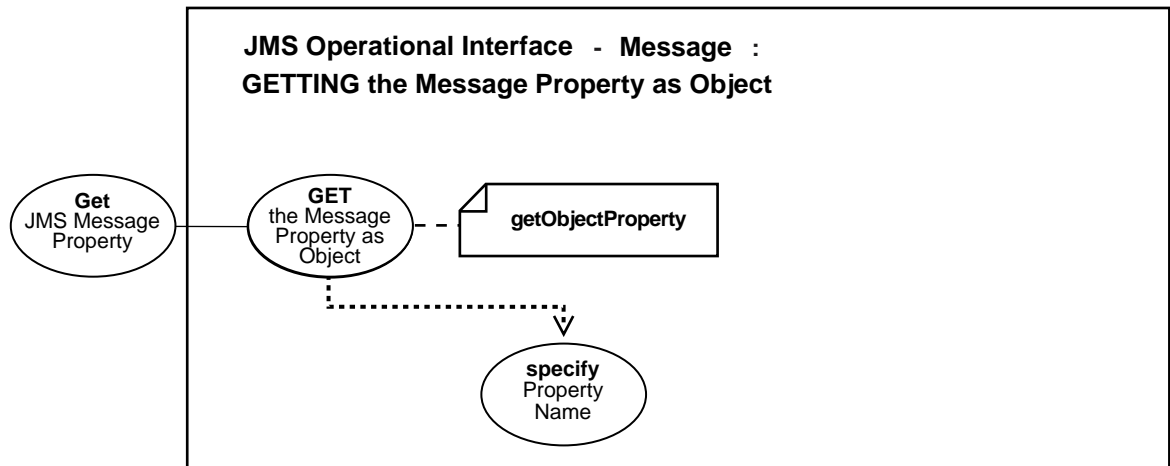 JMS Operational Interface - Message :
GETTING the Message Property as Object
Get
JMS Message
Property
GET
the Message
Property as
Object
getObjectProperty
specify
Property
Name